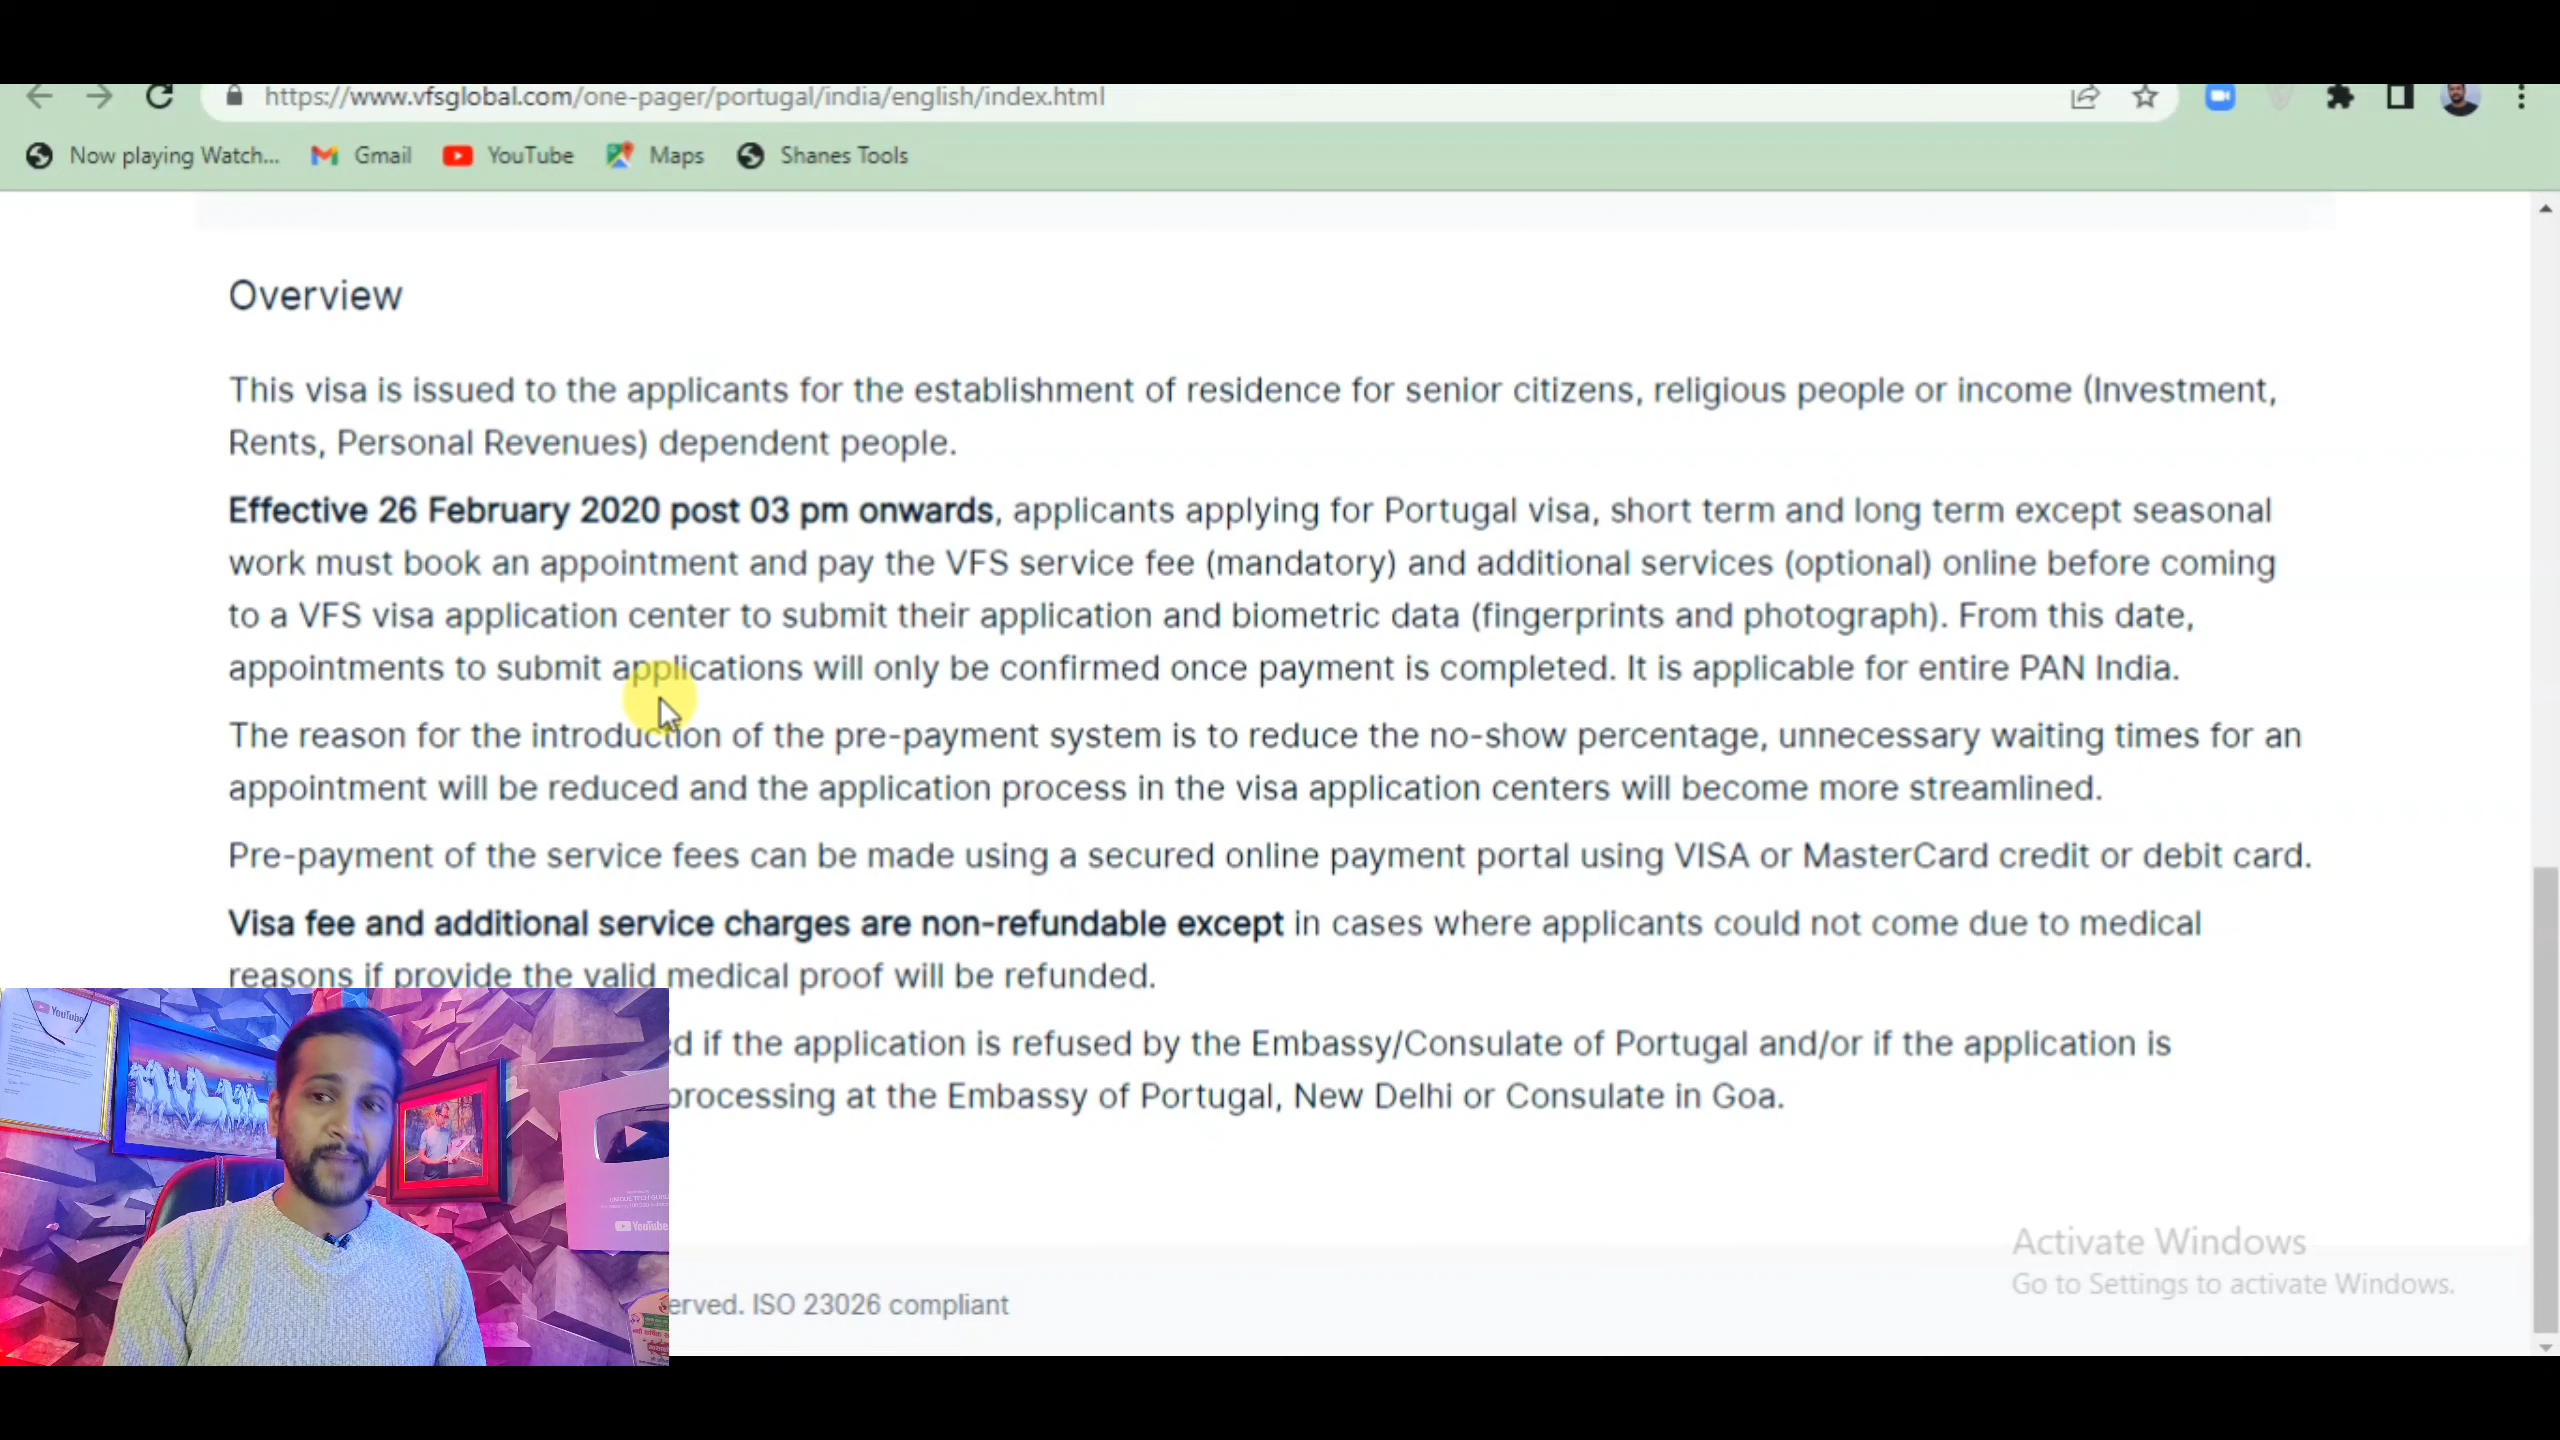 https://www.vfsglobal.com/one-pager/portugal/india/english/index.html
Now playing Watch... Gmail YouTube Maps Shanes Tools
Overview
This visa is issued to the applicants for the establishment of residence for senior citizens, religious people or income (Investment,
Rents, Personal Revenues) dependent people.
Effective 26 February 2020 post 03 pm onwards, applicants applying for Portugal visa, short term and long term except seasonal
work must book an appointment and pay the VFS service fee (mandatory) and additional services (optional) online before coming
to a VFS visa application center to submit their application and biometric data (fingerprints and photograph). From this date,
appointments to submit applications will only be confirmed once payment is completed. It is applicable for entire PAN India.
The reason for the introduction of the pre-payment system is to reduce the no-show percentage, unnecessary waiting times for an
appointment will be reduced and the application process in the visa application centers will become more streamlined.
Pre-payment of the service fees can be made using a secured online payment portal using VISA or MasterCard credit or debit card.
Visa fee and additional service charges are non-refundable except in cases where applicants could not come due to medical
reasons if provide the valid medical proof will be refunded.
d if the application is refused by the Embassy/Consulate of Portugal and/or if the application is
processing at the Embassy of Portugal, New Delhi or Consulate in Goa.
YouTube
YouTube
Activate Windows
Go to Settings to activate Windows.
erved. ISO 23026 compliant